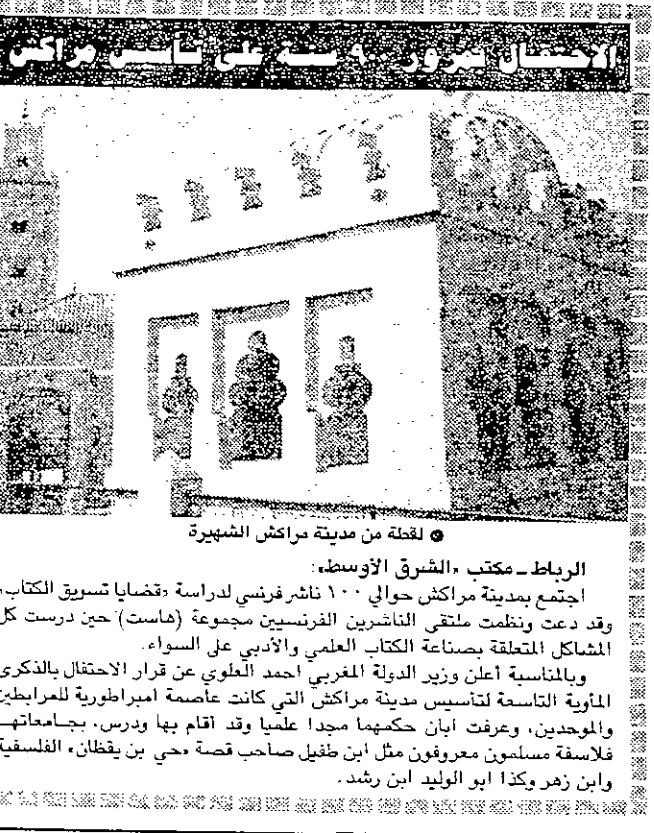 الاحتفال بمرور ٩٠٠ سنة على تأسيس مراكش
لقطة من مدينة مراكش الشهيرة
الرباط ـ مكتب «الشرق الأوسط»:
اجتمع بمدينة مراكش حوالي ١٠٠ ناشر فرنسي لدراسة «قضايا تسويق الكتاب»
وقد دعت ونظمت ملتقى الناشرين الفرنسيين مجموعة (هاست) حين درست كل
المشاكل المتعلقة بصناعة الكتاب العلمي والأدبي على السواء.
وبالمناسبة أعلن وزير الدولة المغربي احمد العلوي عن قرار الاحتفال بالذكرى
المأوية التاسعة لتأسيس مدينة مراكش التي كانت عاصمة امبراطورية للمرابطين
والموحدين، وعرفت ابان حكمهما مجدا علميا وقد أقام بها ودرس، بجامعاتها
فلاسفة مسلمون معروفون مثل ابن طفيل صاحب قصة «حي بن يقظان» الفلسفية
وابن زهر وكذا ابو الوليد ابن رشد.